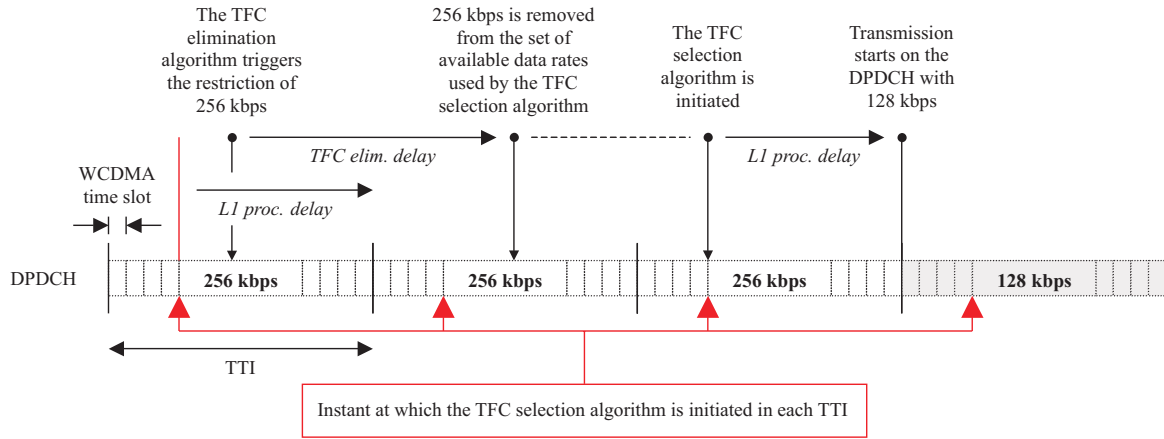 The TFC
elimination
algorithm triggers
the restriction of
256 kbps
256 kbps is removed
from the set of
available data rates
used by the TFC
selection algorithm
The TFC
selection
algorithm is
initiated
Transmission
starts on the
DPDCH with
128 kbps
TFC elim. delay
L1 proc. delay
WCDMA
time slot
L1 proc. delay
DPDCH
256 kbps
256 kbps
256 kbps
128 kbps
TTI
Instant at which the TFC selection algorithm is initiated in each TTI